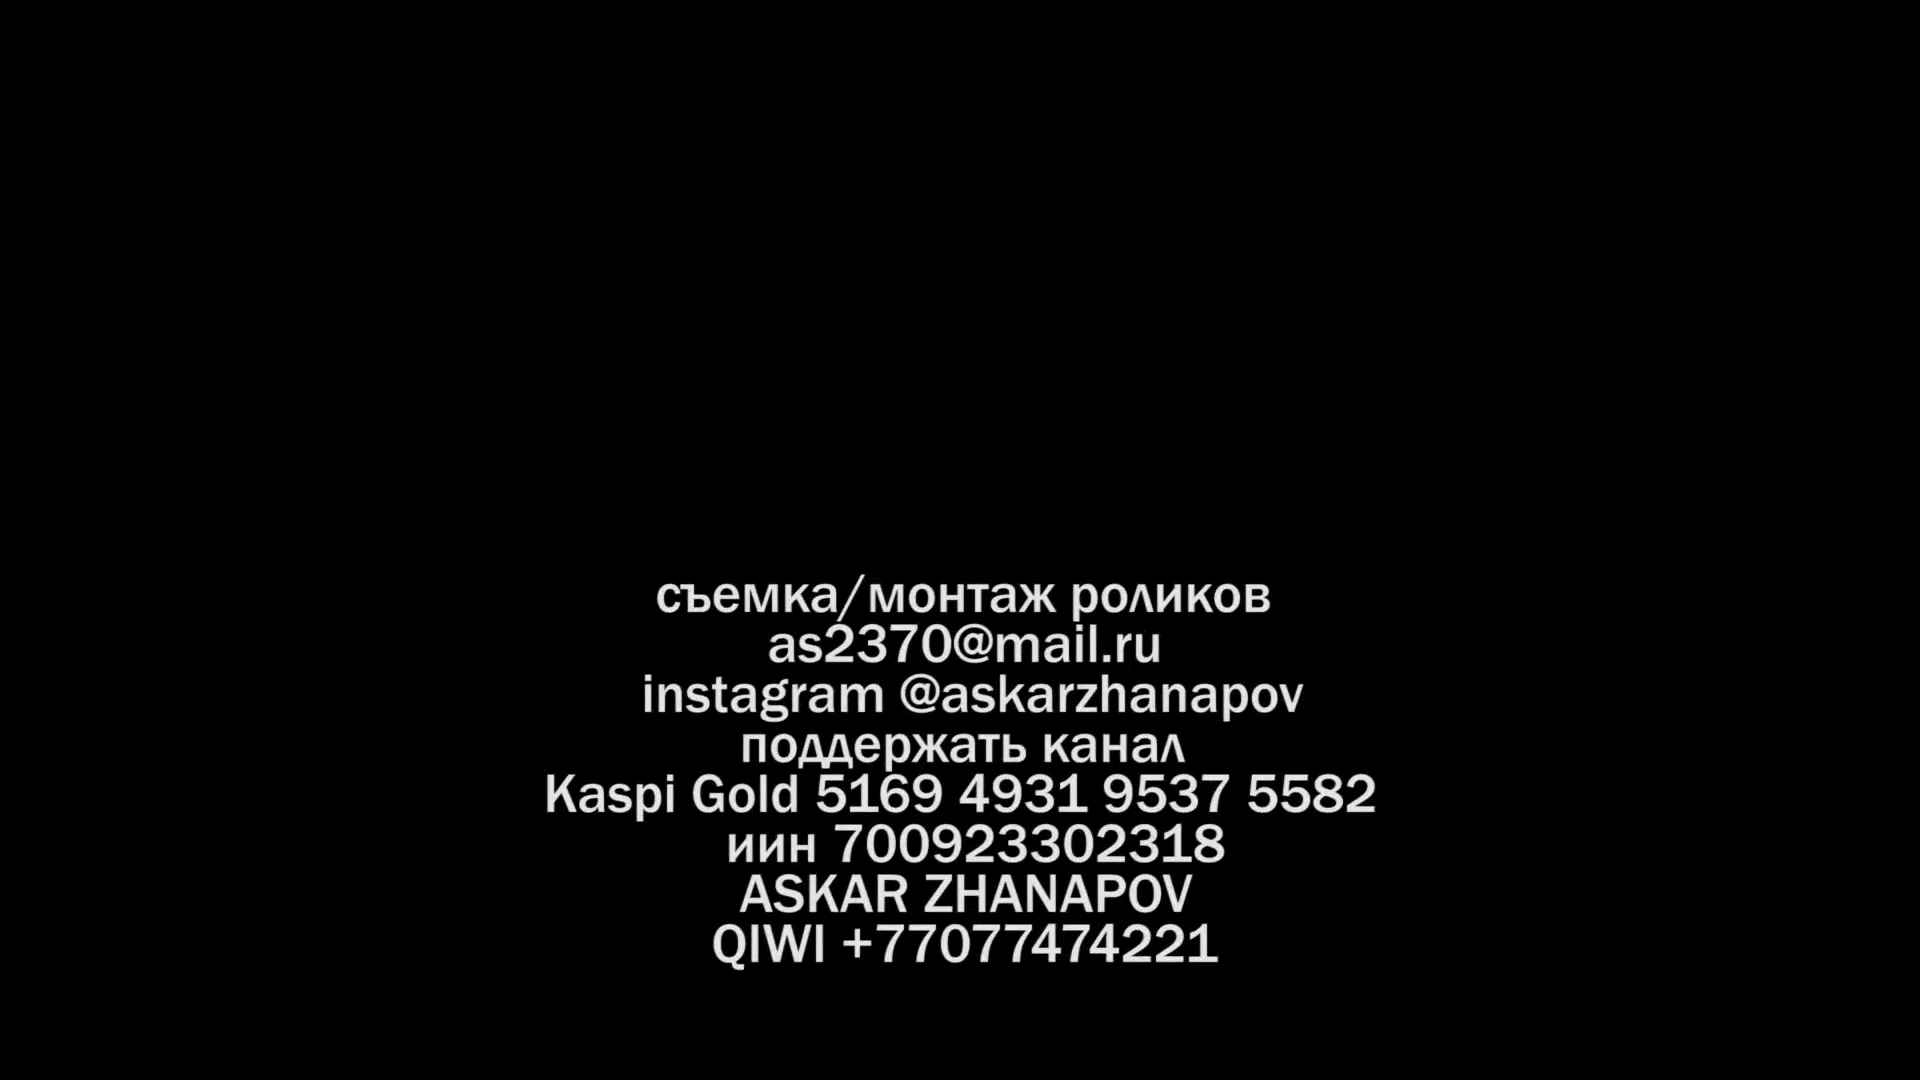 съемка/монтаж роликов
as2370@mail.ru
instagram @askarzhanapov
поддержать канал
Kaspi Gold 5169 4931 9537 5582
иин 700923302318
ASKAR ZHANAPOV
QIWI +77077474221